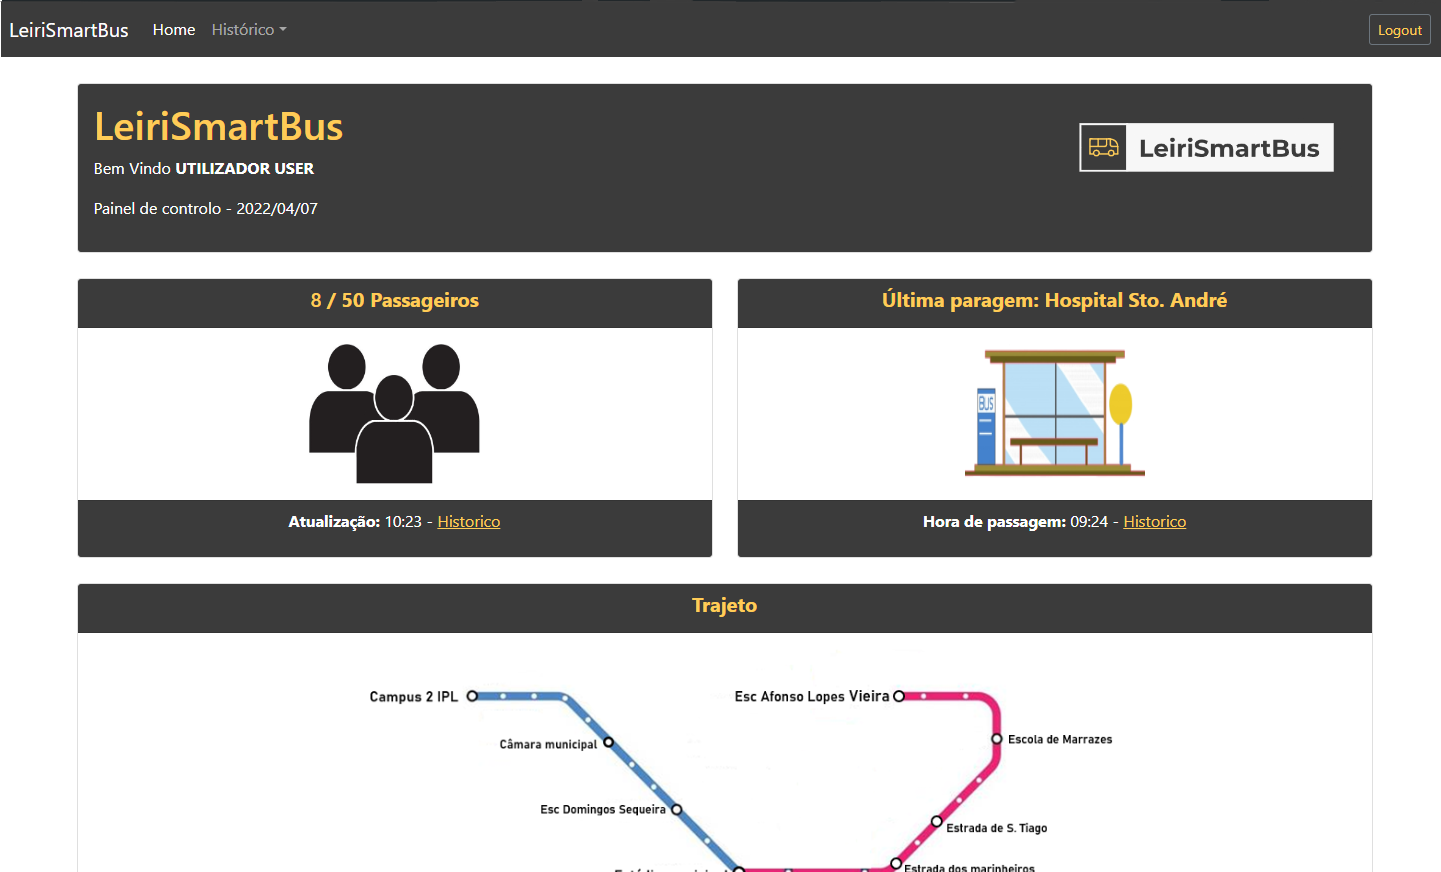 LeiriSmartBus Home Histórico Logout
LeiriSmartBus
Bem Vindo UTILIZADOR USER
Painel de controlo - 2022/04/07
LeiriSmartBus
8 / 50 Passageiros
Atualização: 10:23 - Historico
Última paragem: Hospital Sto. André
BUS
Hora de passagem: 09:24 - Historico
Trajeto
Campus 2 IPL
Esc Afonso Lopes Vieira
Escola de Marrazes
Câmara municipal
Esc Domingos Sequeira
Estrada de S. Tiago
Estrada dos marinheiros